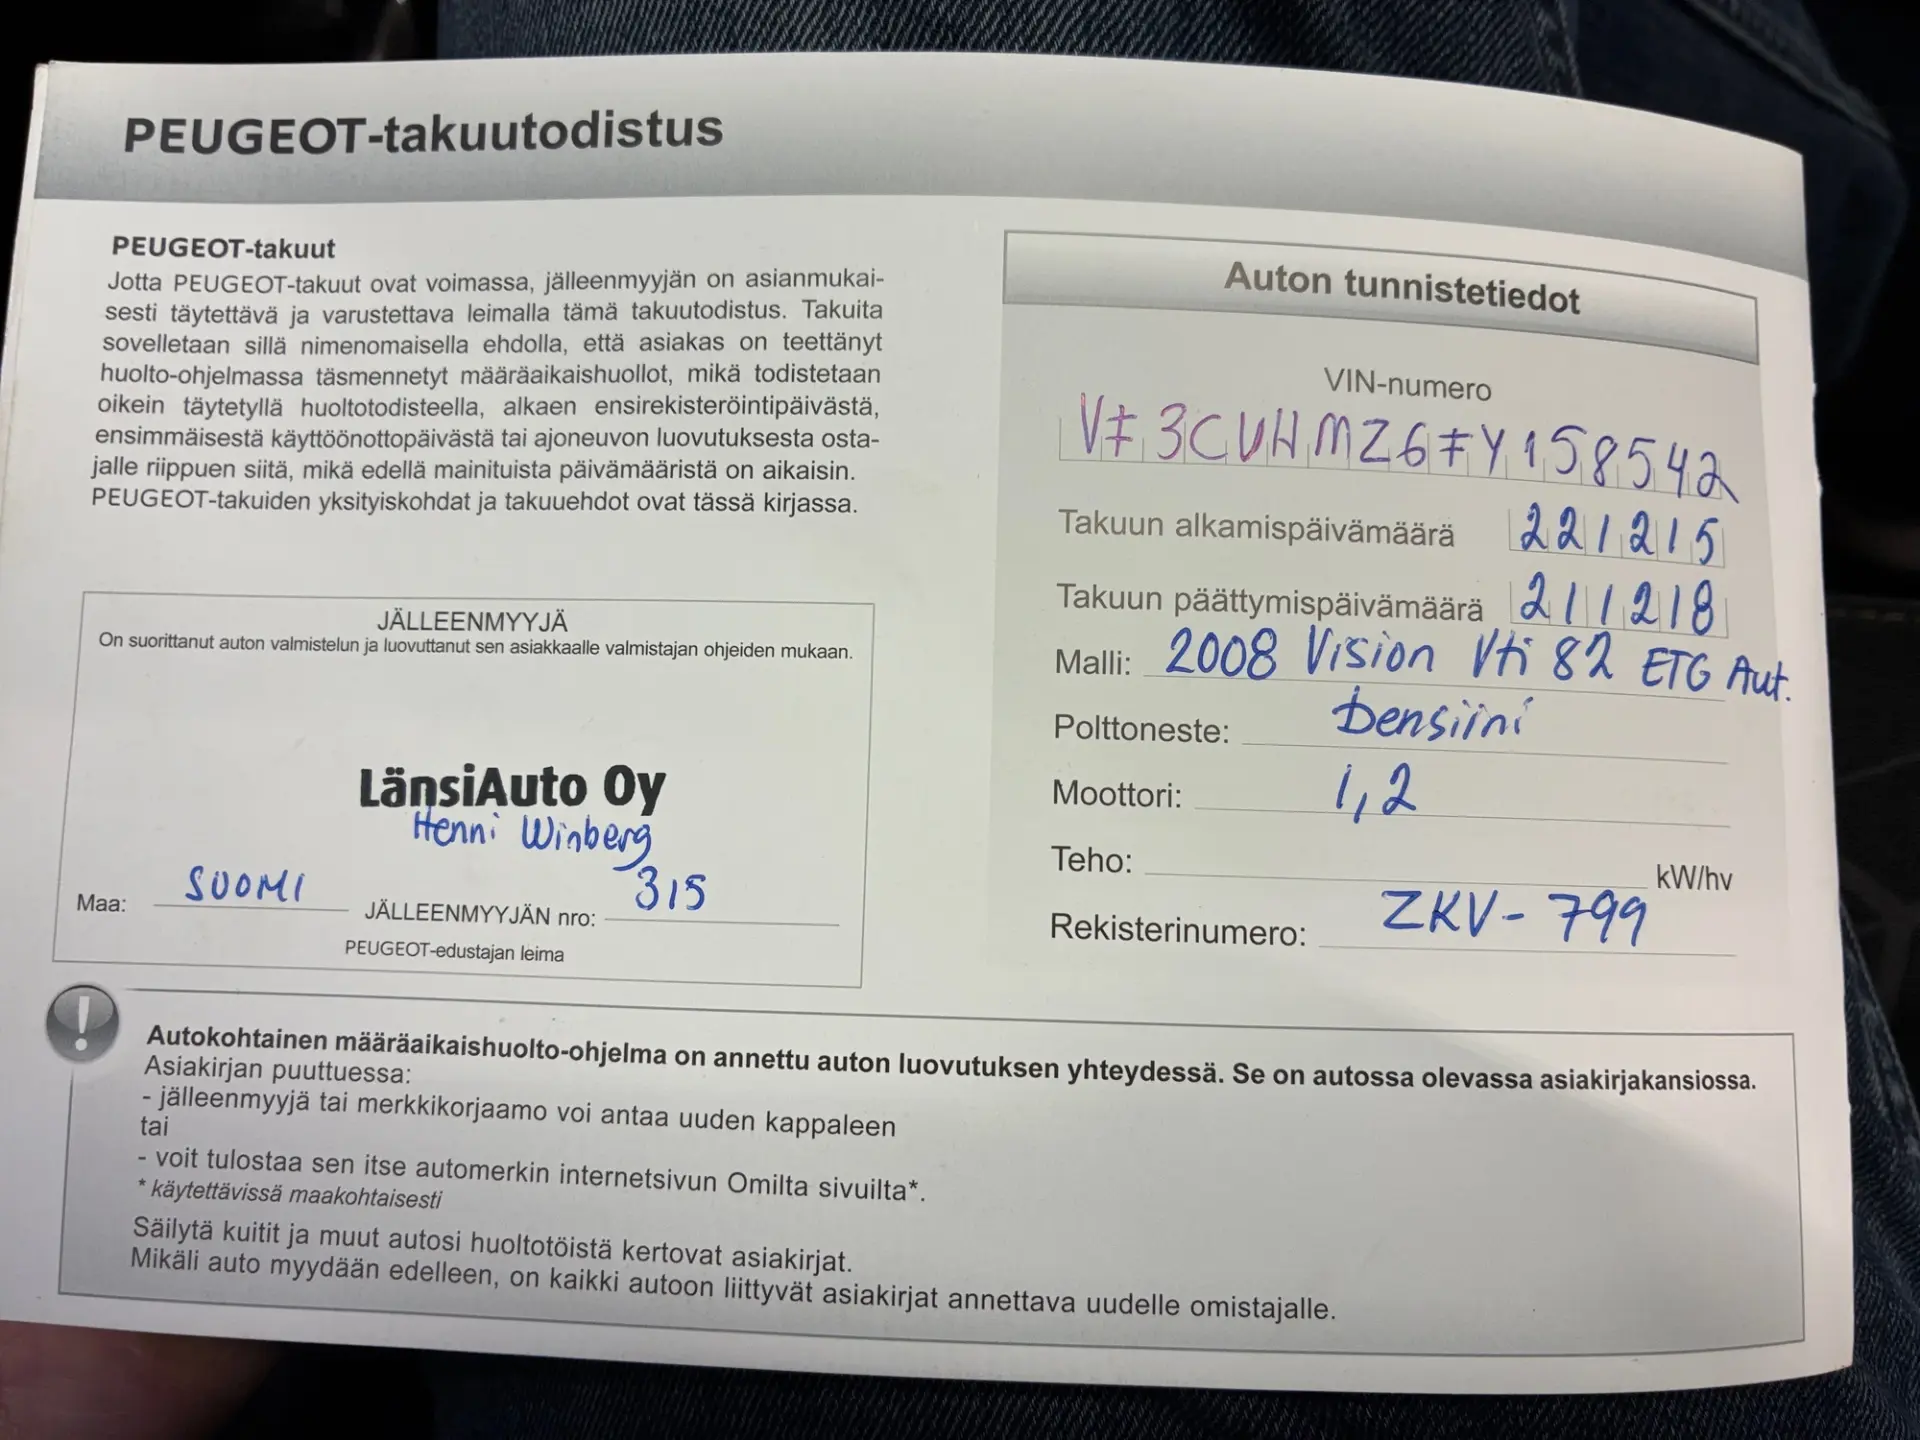 PEUGEOT-takuutodistus
PEUGEOT-takuut
Jotta PEUGEOT-takuut ovat voimassa, jälleenmyyjän on asianmukai-
sesti täytettävä ja varustettava leimalla tämä takuutodistus. Takuita
sovelletaan sillä nimenomaisella ehdolla, että asiakas on teettänyt
huolto-ohjelmassa täsmennetyt määräaikaishuollot, mikä todistetaan
oikein täytetyllä huoltotodisteella, alkaen ensirekisteröintipäivästä,
ensimmäisestä käyttöönottopäivästä tai ajoneuvon luovutuksesta osta-
jalle riippuen siitä, mikä edellä mainituista päivämääristä on aikaisin.
PEUGEOT-takuiden yksityiskohdat ja takuuehdot ovat tässä kirjassa.
JÄLLEENMYYJÄ
On suorittanut auton valmistelun ja luovuttanut sen asiakkaalle valmistajan ohjeiden mukaan.
LänsiAuto Oy
Henni Winberg
Maa: SUOMI JÄLLEENMYYJÄN nro: 315
PEUGEOT-edustajan leima
Auton tunnistetiedot
VIN-numero
VF3CUHMZ6FY158542
Takuun alkamispäivämäärä 221215
Takuun päättymispäivämäärä 211218
Malli: 2008 Vision Vti 82 ETG Aut.
Polttoneste: Bensiini
Moottori: 1,2
Teho: kW/hv
Rekisterinumero: ZKV-799
Autokohtainen määräaikaishuolto-ohjelma on annettu auton luovutuksen yhteydessä. Se on autossa olevassa asiakirjakansiossa.
Asiakirjan puuttuessa:
- jälleenmyyjä tai merkkikorjaamo voi antaa uuden kappaleen
tai
- voit tulostaa sen itse automerkin internetsivun Omilta sivuilta*.
* käytettävissä maakohtaisesti
Säilytä kuitit ja muut autosi huoltotöistä kertovat asiakirjat.
Mikäli auto myydään edelleen, on kaikki autoon liittyvät asiakirjat annettava uudelle omistajalle.